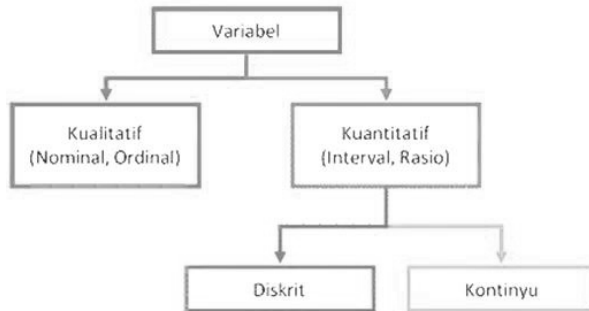 Variabel
Kualitatif
(Nominal, Ordinal)
Kuantitatif
(Interval, Rasio)
Diskrit
Kontinyu